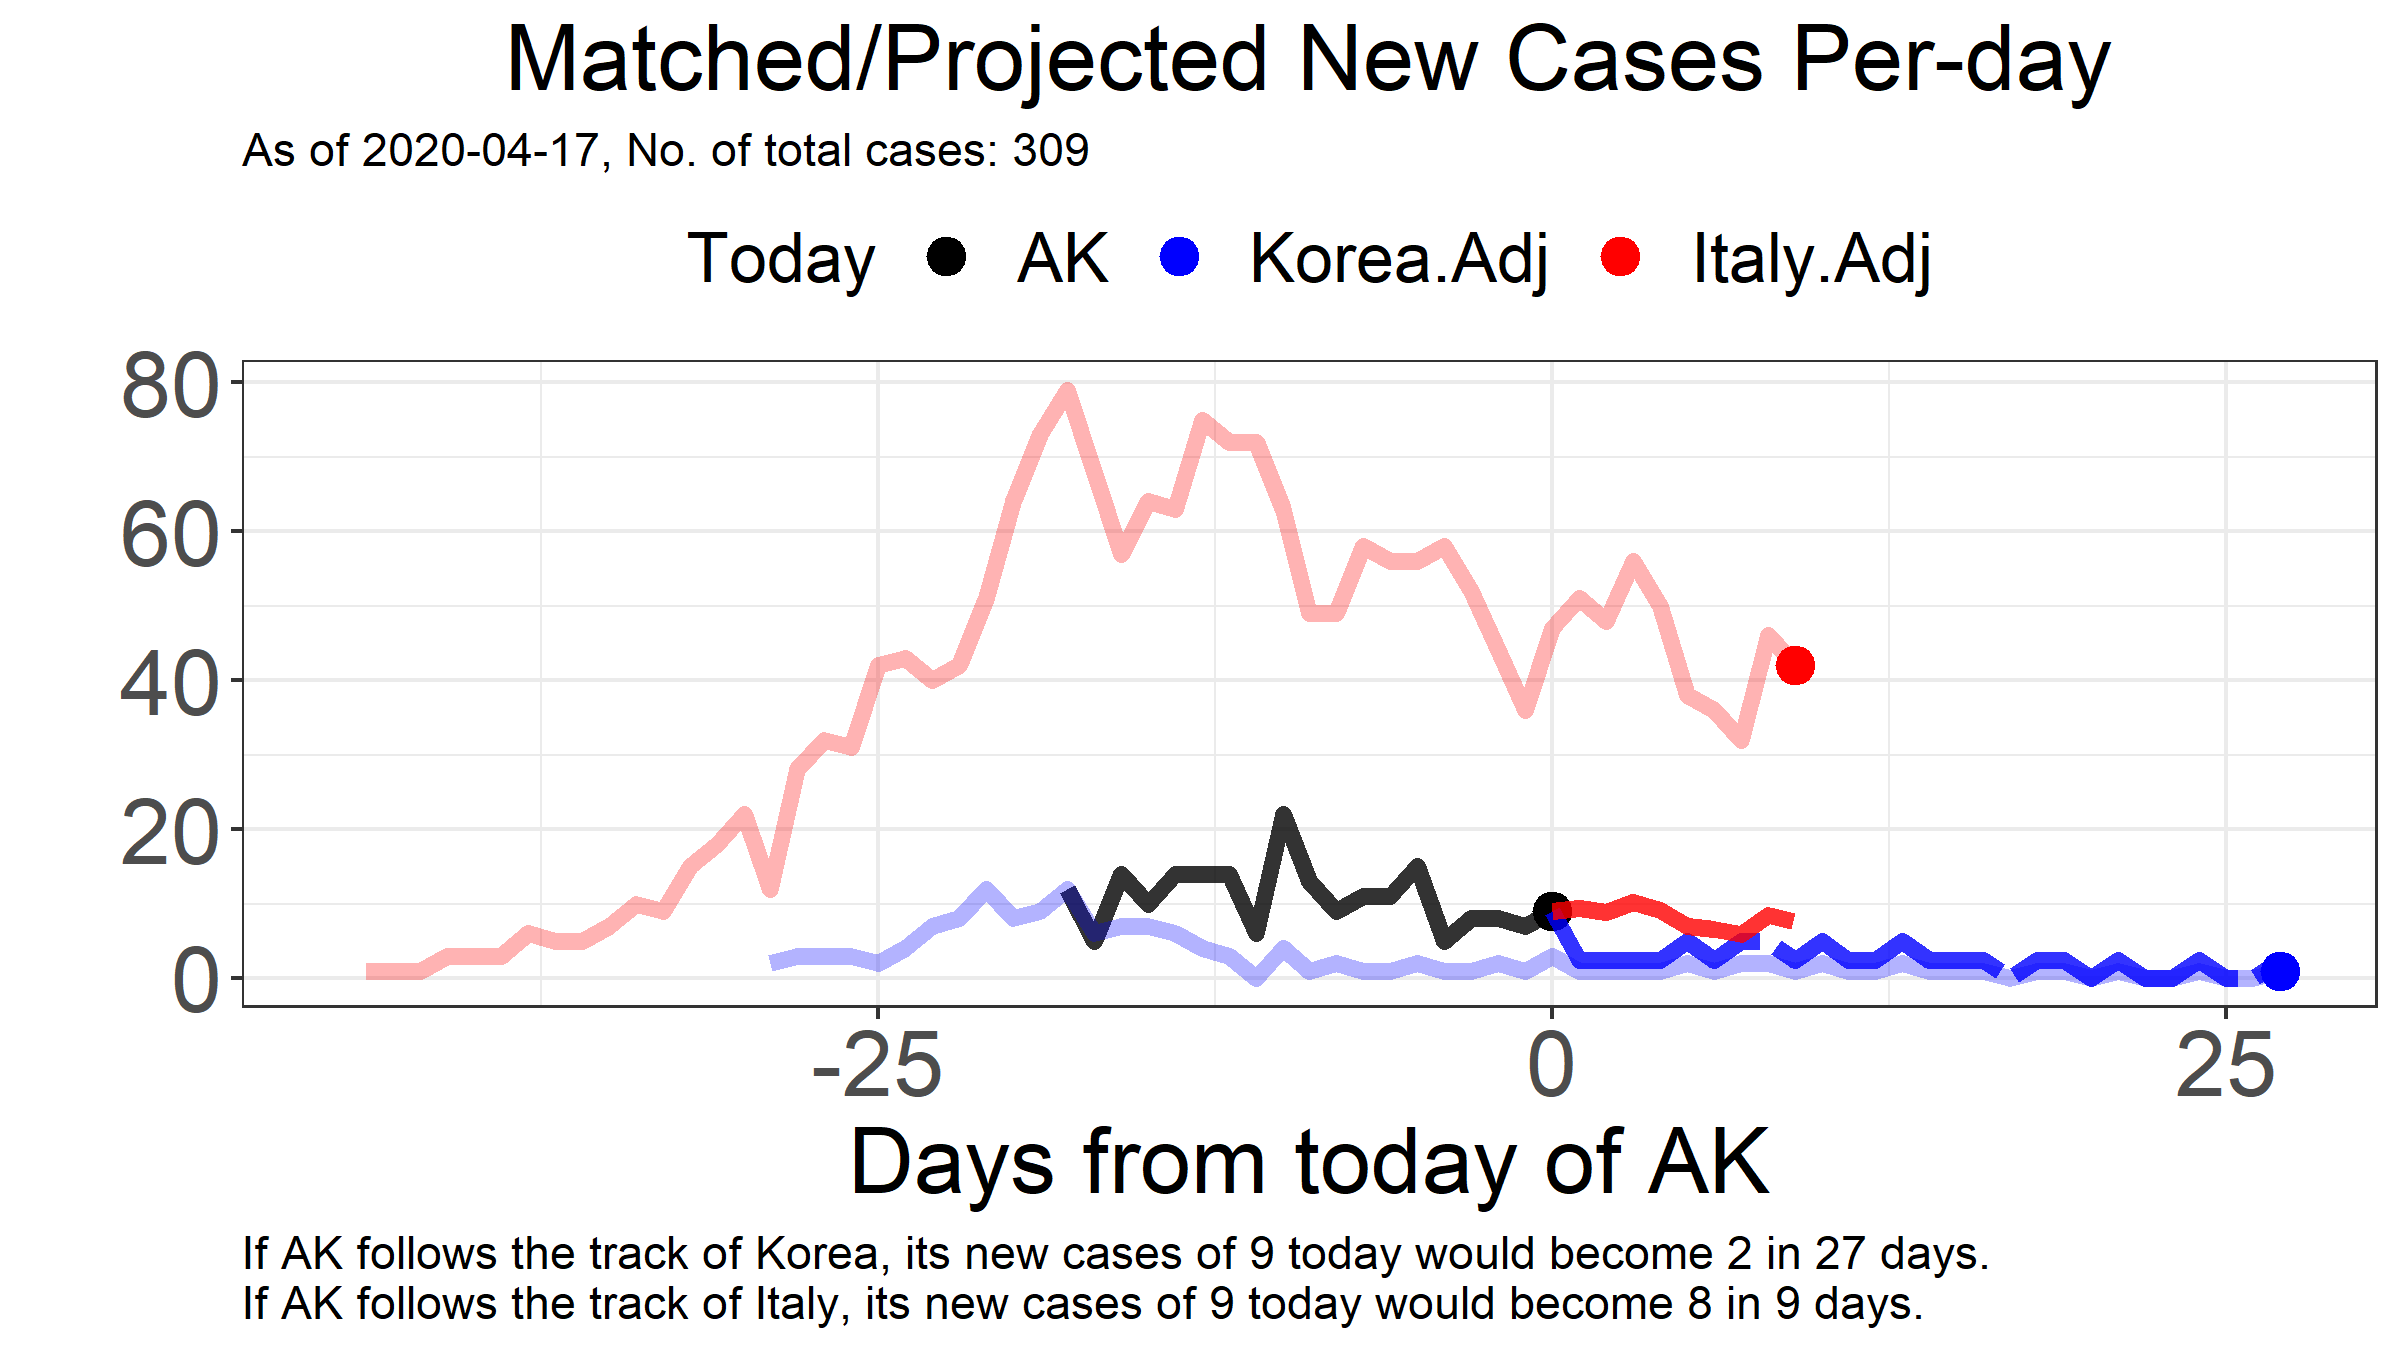 Matched/Projected New Cases Per-day
As of 2020-04-17, No. of total cases: 309
Today AK Korea.Adj Italy.Adj
80
60
40
20
0
-25 0 25
Days from today of AK
If AK follows the track of Korea, its new cases of 9 today would become 2 in 27 days.
If AK follows the track of Italy, its new cases of 9 today would become 8 in 9 days.